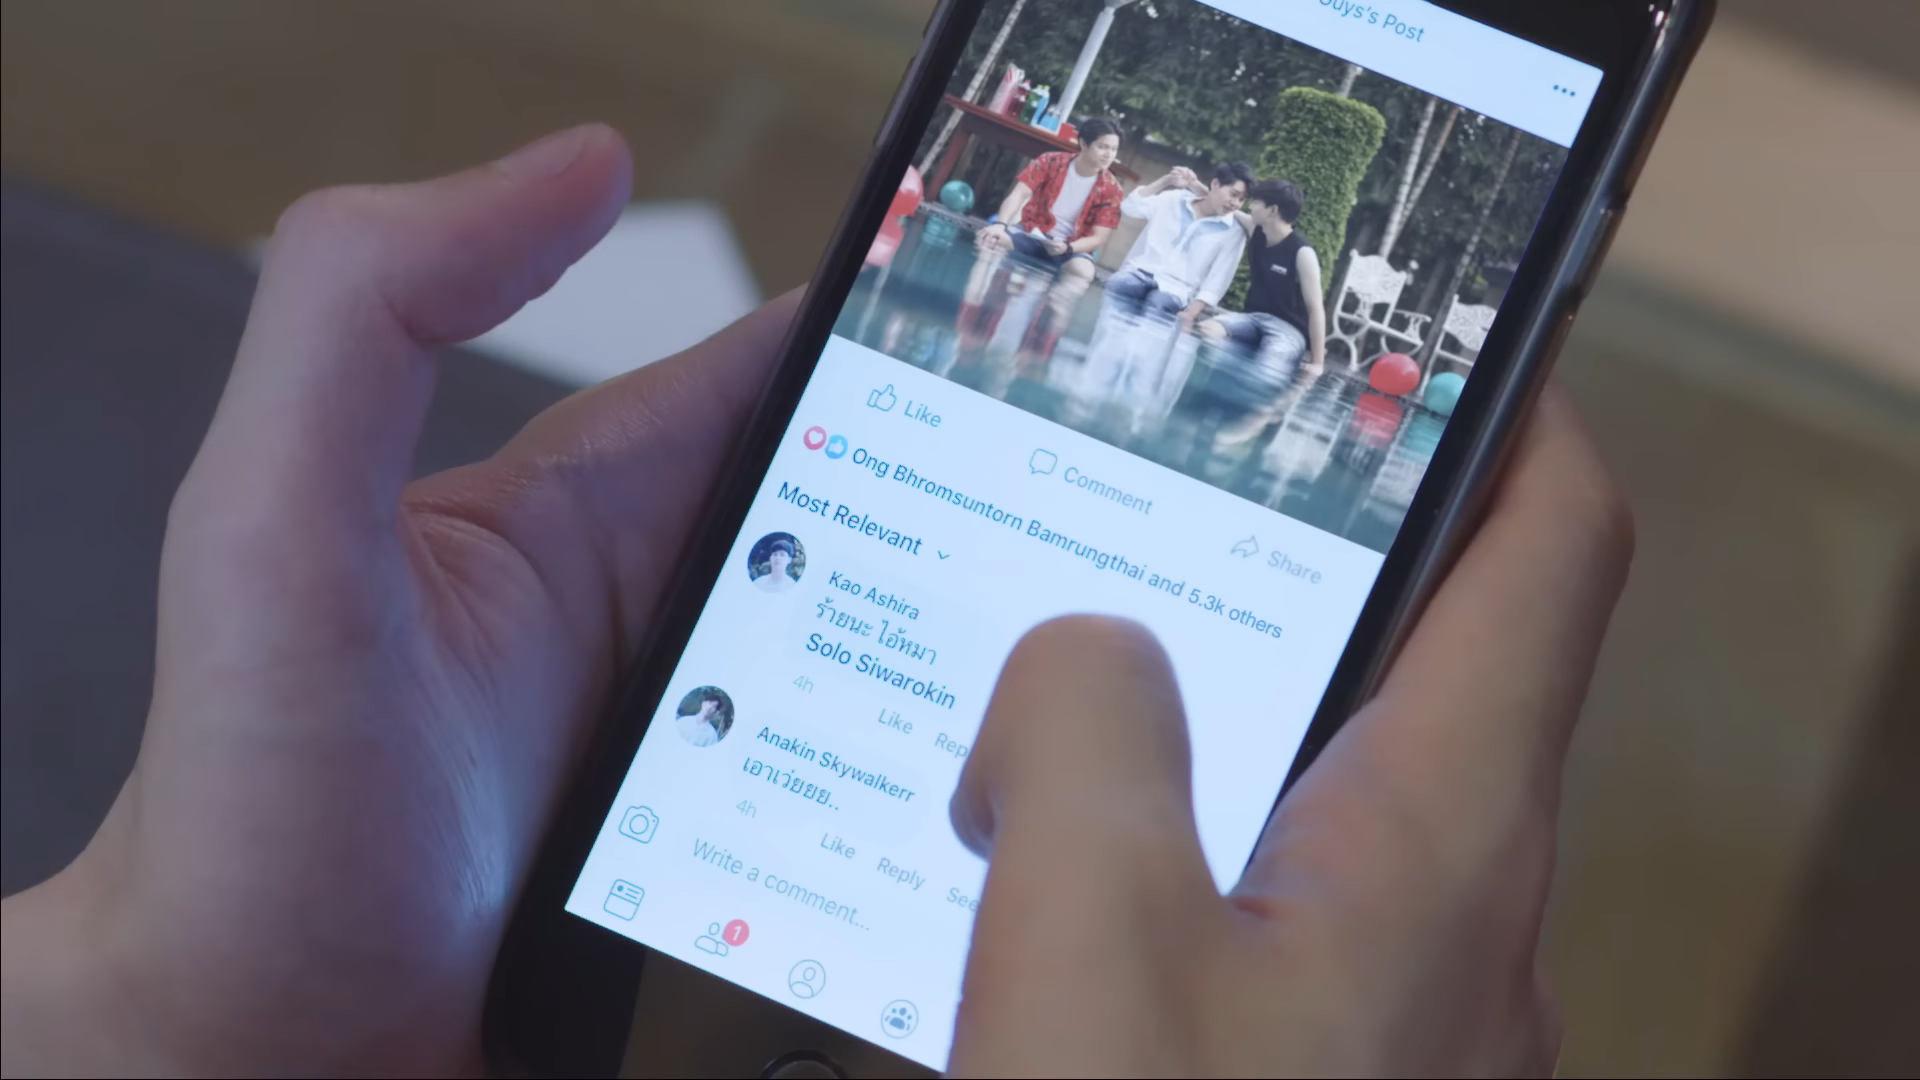 Guys's Post
Like
Comment
Share
Ong Bhromsuntorn Bamrungthai and 5.3k others
Most Relevant
Kao Ashira
ร้ายนะ ไอ้หมา
Solo Siwarokin
4h
Like
Anakin Skywalkerr
เอาเว่ยยย..
4h
Like
Reply
Write a comment...
1